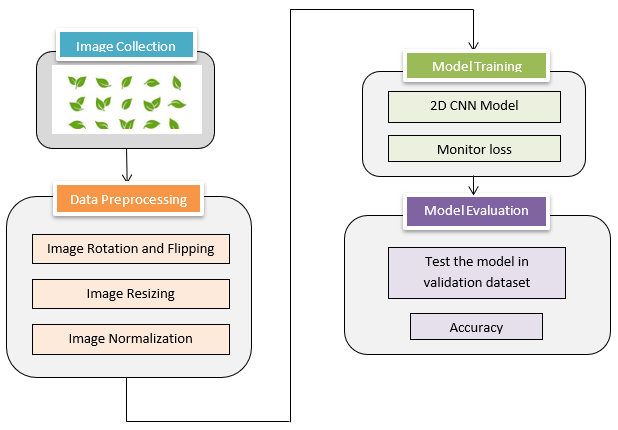 Image Collection
Data Preprocessing
Image Rotation and Flipping
Image Resizing
Image Normalization
Model Training
2D CNN Model
Monitor loss
Model Evaluation
Test the model in
validation dataset
Accuracy